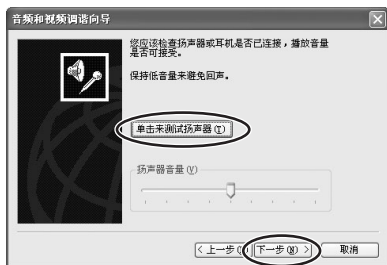 音频和视频调谐向导
您应该检查扬声器或耳机是否已连接，播放音量
是否可接受。
保持低音量来避免回声。
单击来测试扬声器(T)
扬声器音量(V)
<上一步(B) 下一步(N) > 取消